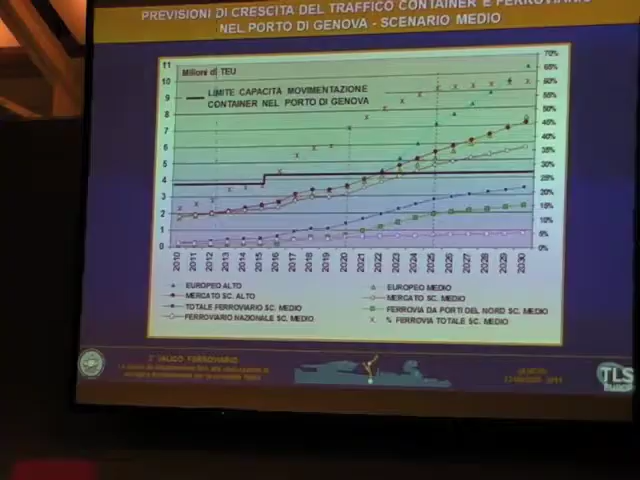 PREVISIONI DI CRESCITA DEL TRAFFICO CONTAINER E FERROVIARIO
NEL PORTO DI GENOVA - SCENARIO MEDIO
Milioni di TEU
LIMITE CAPACITÀ MOVIMENTAZIONE
CONTAINER NEL PORTO DI GENOVA
11
10
9
8
7
6
5
4
3
2
1
0
70%
65%
60%
55%
50%
45%
40%
35%
30%
25%
20%
15%
10%
5%
0%
2010 2011 2012 2013 2014 2015 2016 2017 2018 2019 2020 2021 2022 2023 2024 2025 2026 2027 2028 2029 2030
EUROPEO ALTO
EUROPEO MEDIO
MERCATO SC. ALTO
MERCATO SC. MEDIO
TOTALE FERROVIARIO SC. MEDIO
FERROVIA DA PORTI DEL NORD SC. MEDIO
FERROVIARIO NAZIONALE SC. MEDIO
% FERROVIA TOTALE SC. MEDIO
3° VALICO FERROVIARIO
TLS